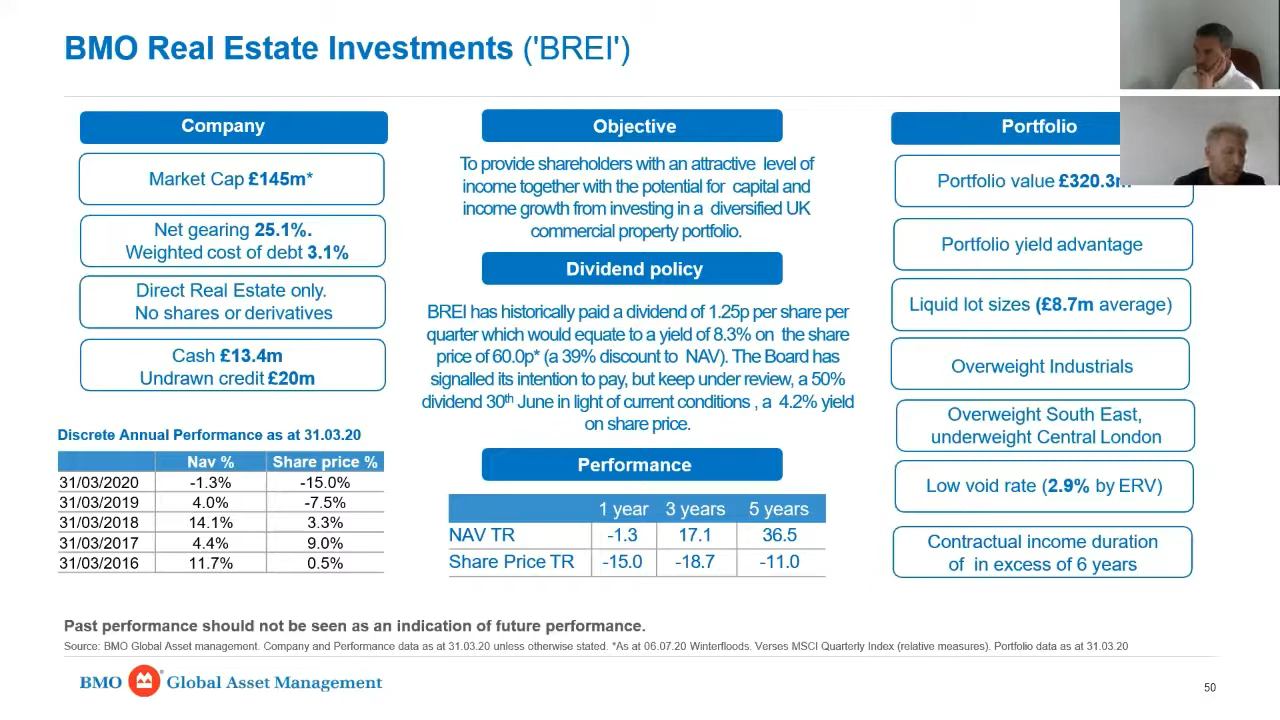 BMO Real Estate Investments ('BREI')
Company
Market Cap £145m*
Net gearing 25.1%.
Weighted cost of debt 3.1%
Direct Real Estate only.
No shares or derivatives
Cash £13.4m
Undrawn credit £20m
Discrete Annual Performance as at 31.03.20
Nav % Share price %
31/03/2020 -1.3% -15.0%
31/03/2019 4.0% -7.5%
31/03/2018 14.1% 3.3%
31/03/2017 4.4% 9.0%
31/03/2016 11.7% 0.5%
Objective
To provide shareholders with an attractive level of
income together with the potential for capital and
income growth from investing in a diversified UK
commercial property portfolio.
Dividend policy
BREI has historically paid a dividend of 1.25p per share per
quarter which would equate to a yield of 8.3% on the share
price of 60.0p* (a 39% discount to NAV). The Board has
signalled its intention to pay, but keep under review, a 50%
dividend 30th June in light of current conditions , a 4.2% yield
on share price.
Performance
1 year 3 years 5 years
NAV TR -1.3 17.1 36.5
Share Price TR -15.0 -18.7 -11.0
Portfolio
Portfolio value £320.3m
Portfolio yield advantage
Liquid lot sizes (£8.7m average)
Overweight Industrials
Overweight South East,
underweight Central London
Low void rate (2.9% by ERV)
Contractual income duration
of in excess of 6 years
Past performance should not be seen as an indication of future performance.
Source: BMO Global Asset management. Company and Performance data as at 31.03.20 unless otherwise stated. *As at 06.07.20 Winterfloods. Verses MSCI Quarterly Index (relative measures). Portfolio data as at 31.03.20
BMO Global Asset Management
50